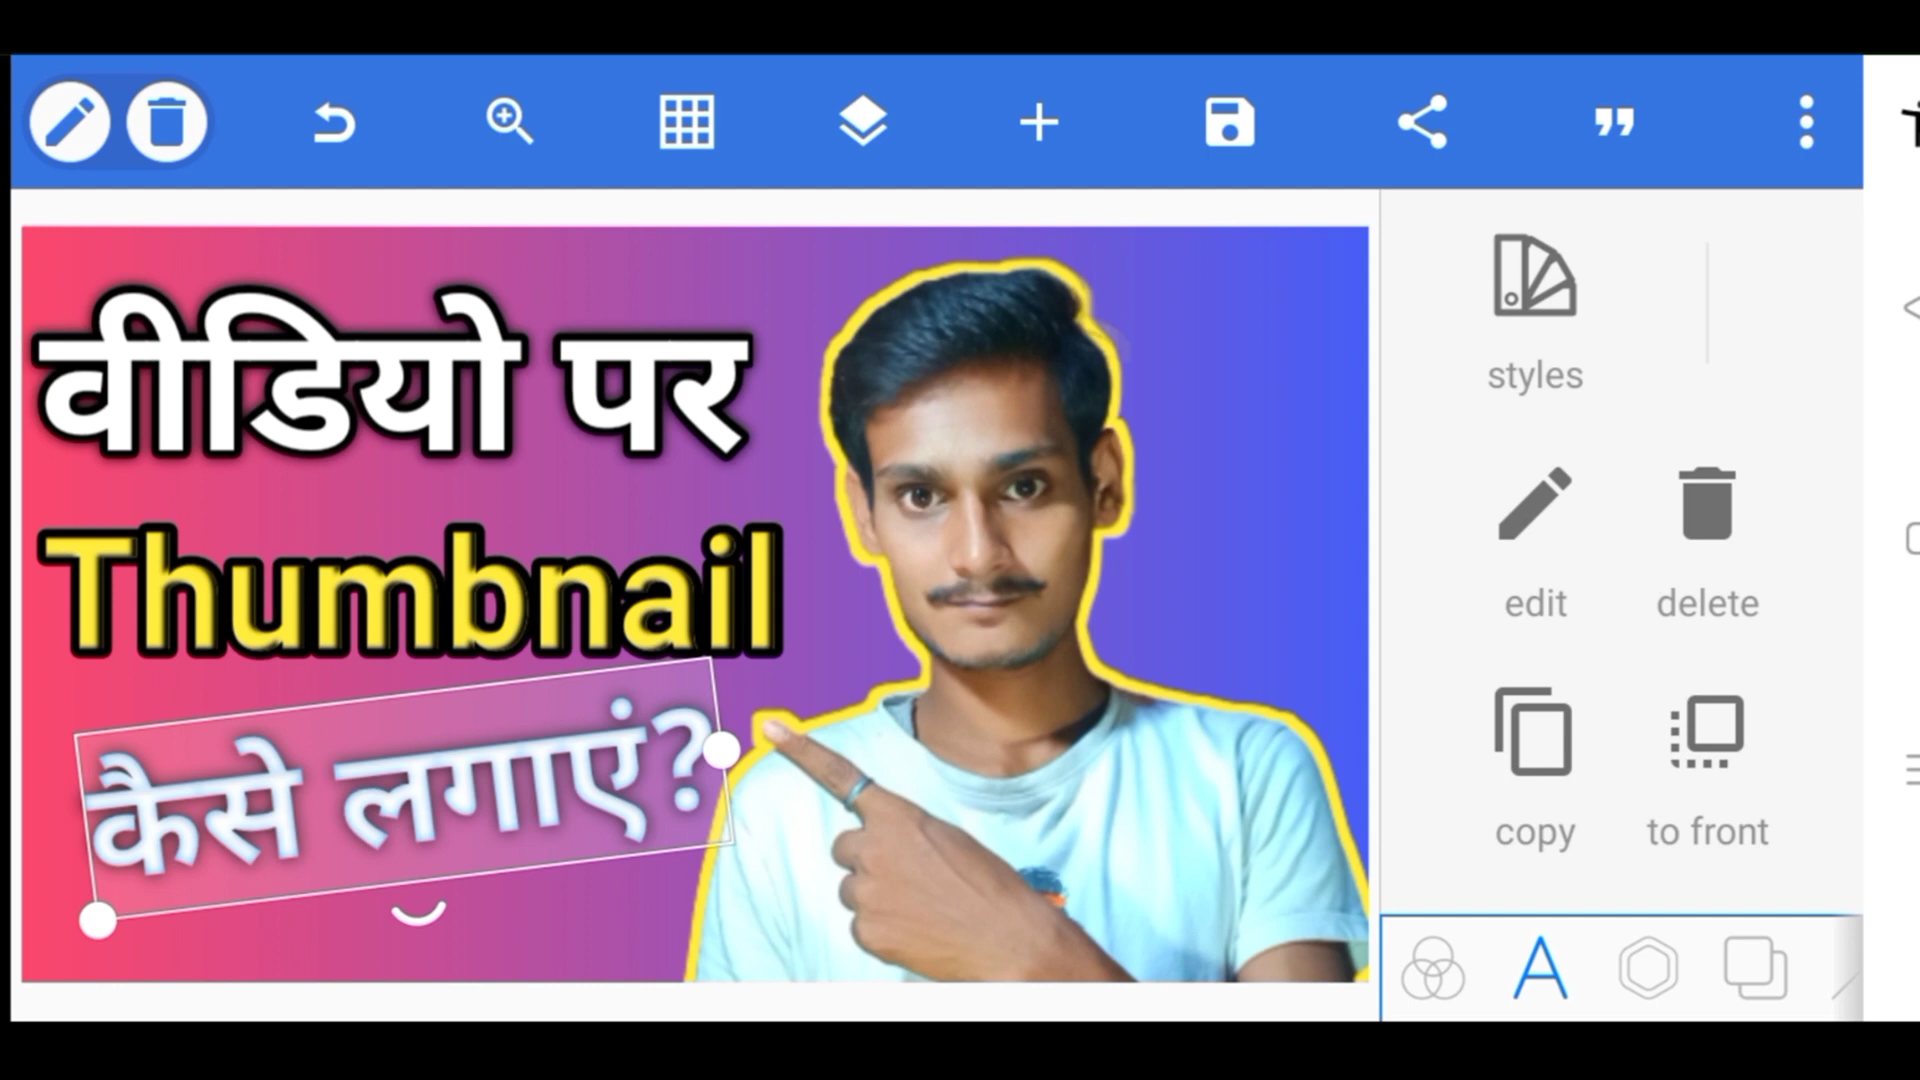 वीडियो पर
Thumbnail
कैसे लगाएं?
styles
edit
delete
copy
to front